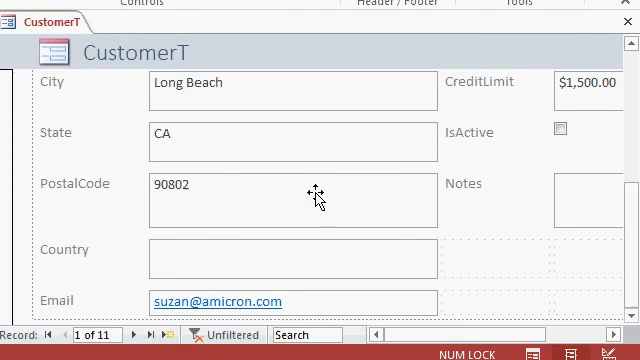 Controls Header / Footer Tools
CustomerT
CustomerT
City Long Beach CreditLimit $1,500.00
State CA IsActive
PostalCode 90802 Notes
Country
Email suzan@amicron.com
Record: 1 of 11 Unfiltered Search
NUM LOCK